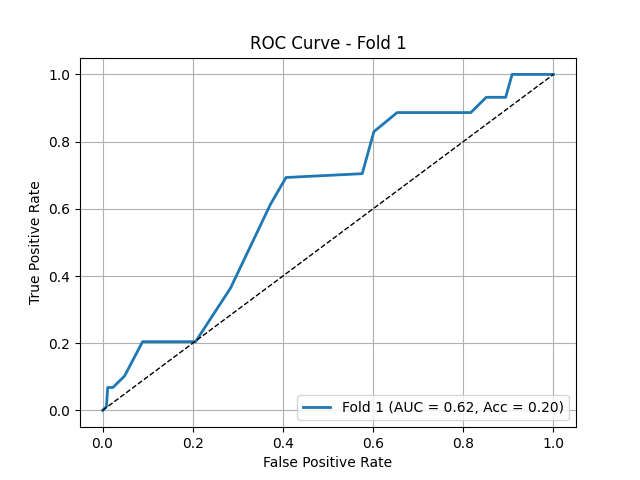 ROC Curve - Fold 1
True Positive Rate
1.0
0.8
0.6
0.4
0.2
0.0
Fold 1 (AUC = 0.62, Acc = 0.20)
0.0 0.2 0.4 0.6 0.8 1.0
False Positive Rate